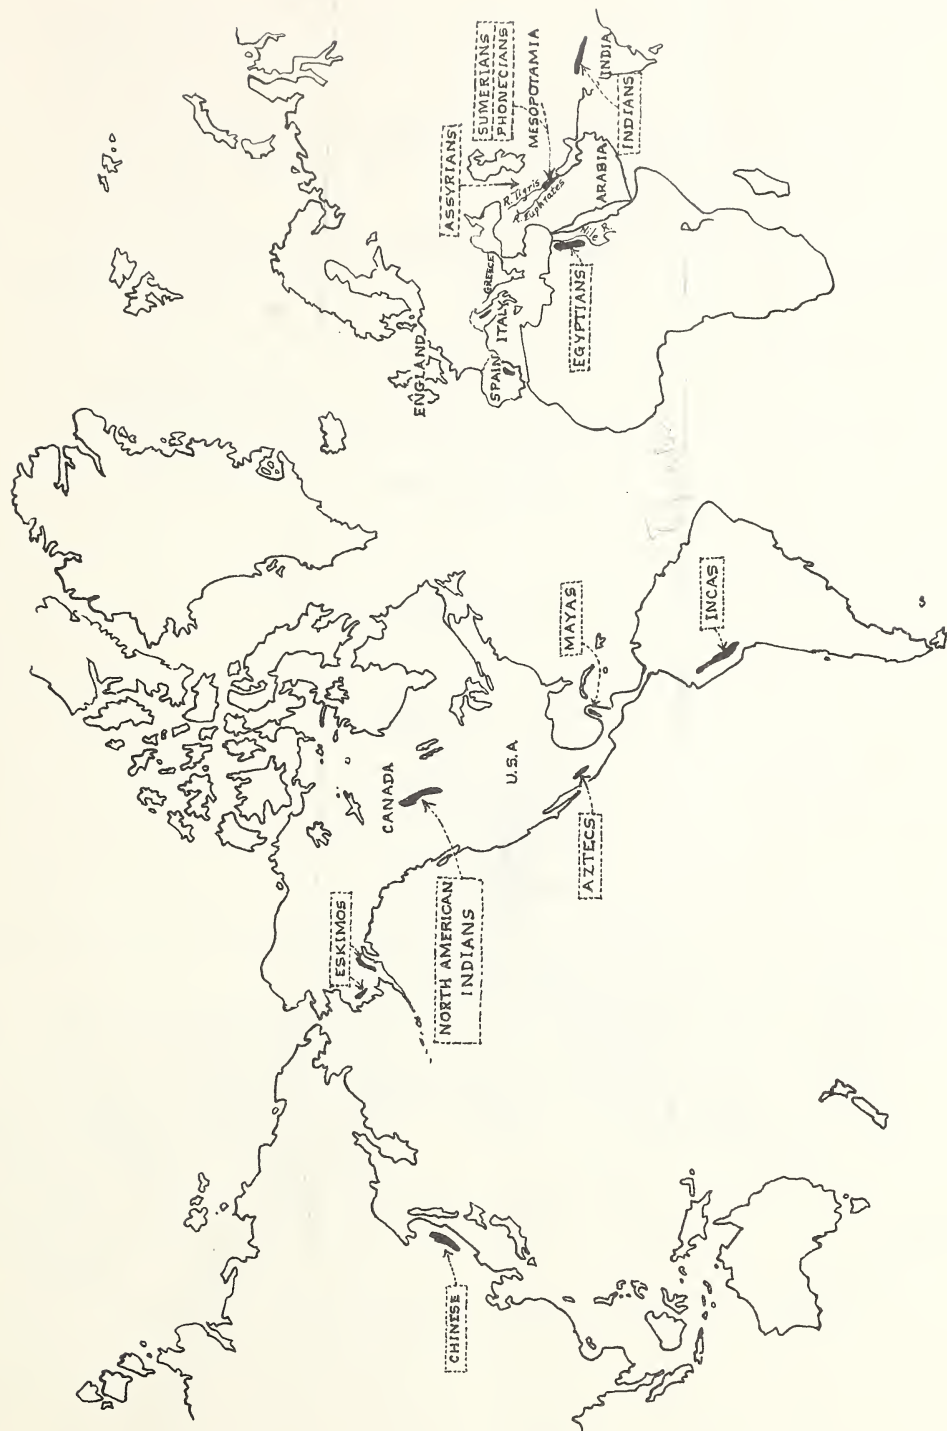 CHINESE
ESKIMOS
NORTH AMERICAN
INDIANS
CANADA
U.S.A
AZTECS
MAYAS
INCAS
ENGLAND
SPAIN
ITALY
GREECE
EGYPTIANS
Nile R.
ASSYRIANS
R. Tigris
R. Euphrates
SUMERIANS
PHONECIANS
MESOPOTAMIA
ARABIA
INDIA
INDIANS